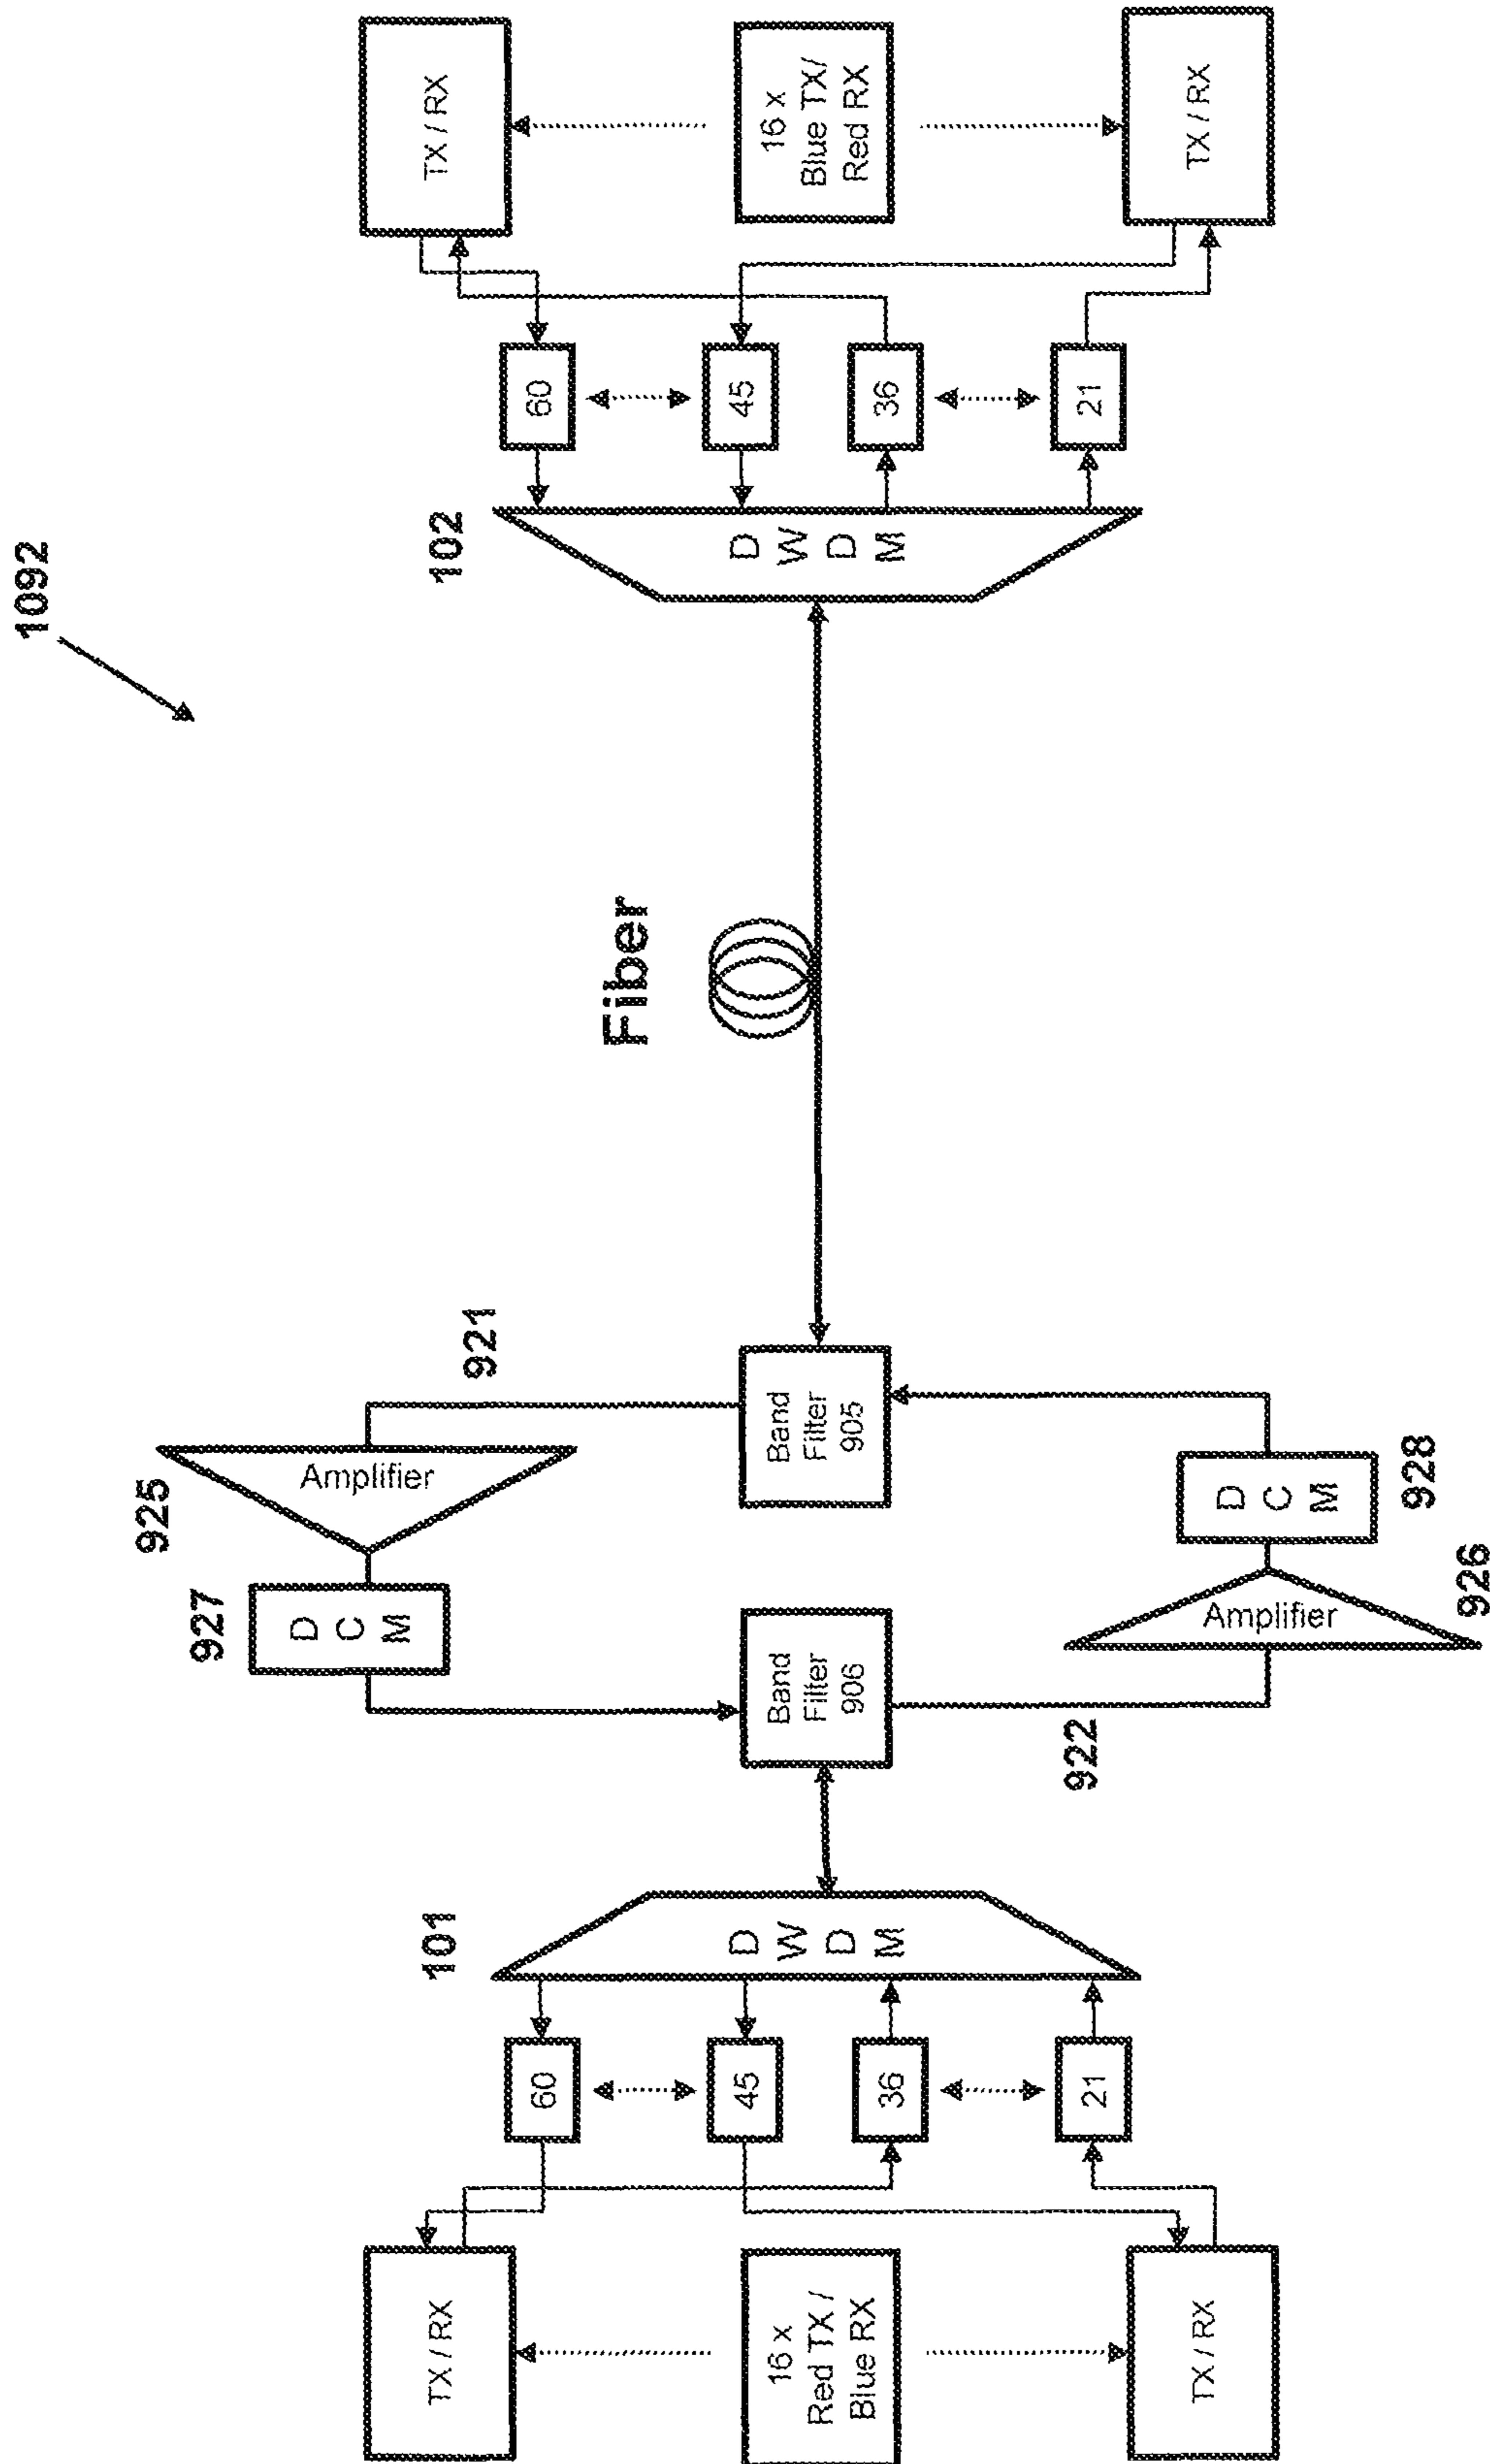 1092
TX / RX
16 x
Red TX /
Blue RX
TX / RX
60
45
36
21
101
D
W
D
M
927
D
C
M
925
Amplifier
921
Band
Filter
906
Band
Filter
905
922
Amplifier
926
D
C
M
928
Fiber
102
D
W
D
M
60
45
36
21
TX / RX
16 x
Blue TX/
Red RX
TX / RX